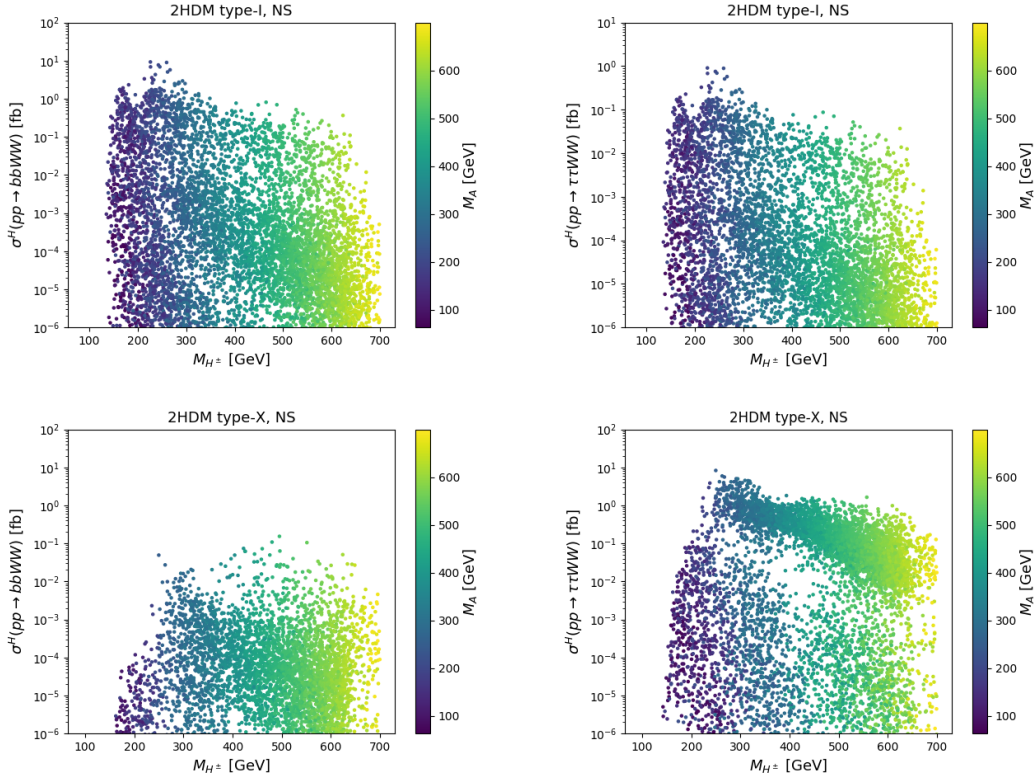 2HDM type-I, NS
σ^H(pp → bbWW) [fb]
10^2
10^1
10^0
10^-1
10^-2
10^-3
10^-4
10^-5
10^-6
100 200 300 400 500 600 700
M_H± [GeV]
600
500
400
300
200
100
M_A [GeV]
2HDM type-I, NS
σ^H(pp → ττWW) [fb]
10^1
10^0
10^-1
10^-2
10^-3
10^-4
10^-5
10^-6
100 200 300 400 500 600 700
M_H± [GeV]
600
500
400
300
200
100
M_A [GeV]
2HDM type-X, NS
σ^H(pp → bbWW) [fb]
10^2
10^1
10^0
10^-1
10^-2
10^-3
10^-4
10^-5
10^-6
100 200 300 400 500 600 700
M_H± [GeV]
600
500
400
300
200
100
M_A [GeV]
2HDM type-X, NS
σ^H(pp → ττWW) [fb]
10^2
10^1
10^0
10^-1
10^-2
10^-3
10^-4
10^-5
10^-6
100 200 300 400 500 600 700
M_H± [GeV]
600
500
400
300
200
100
M_A [GeV]